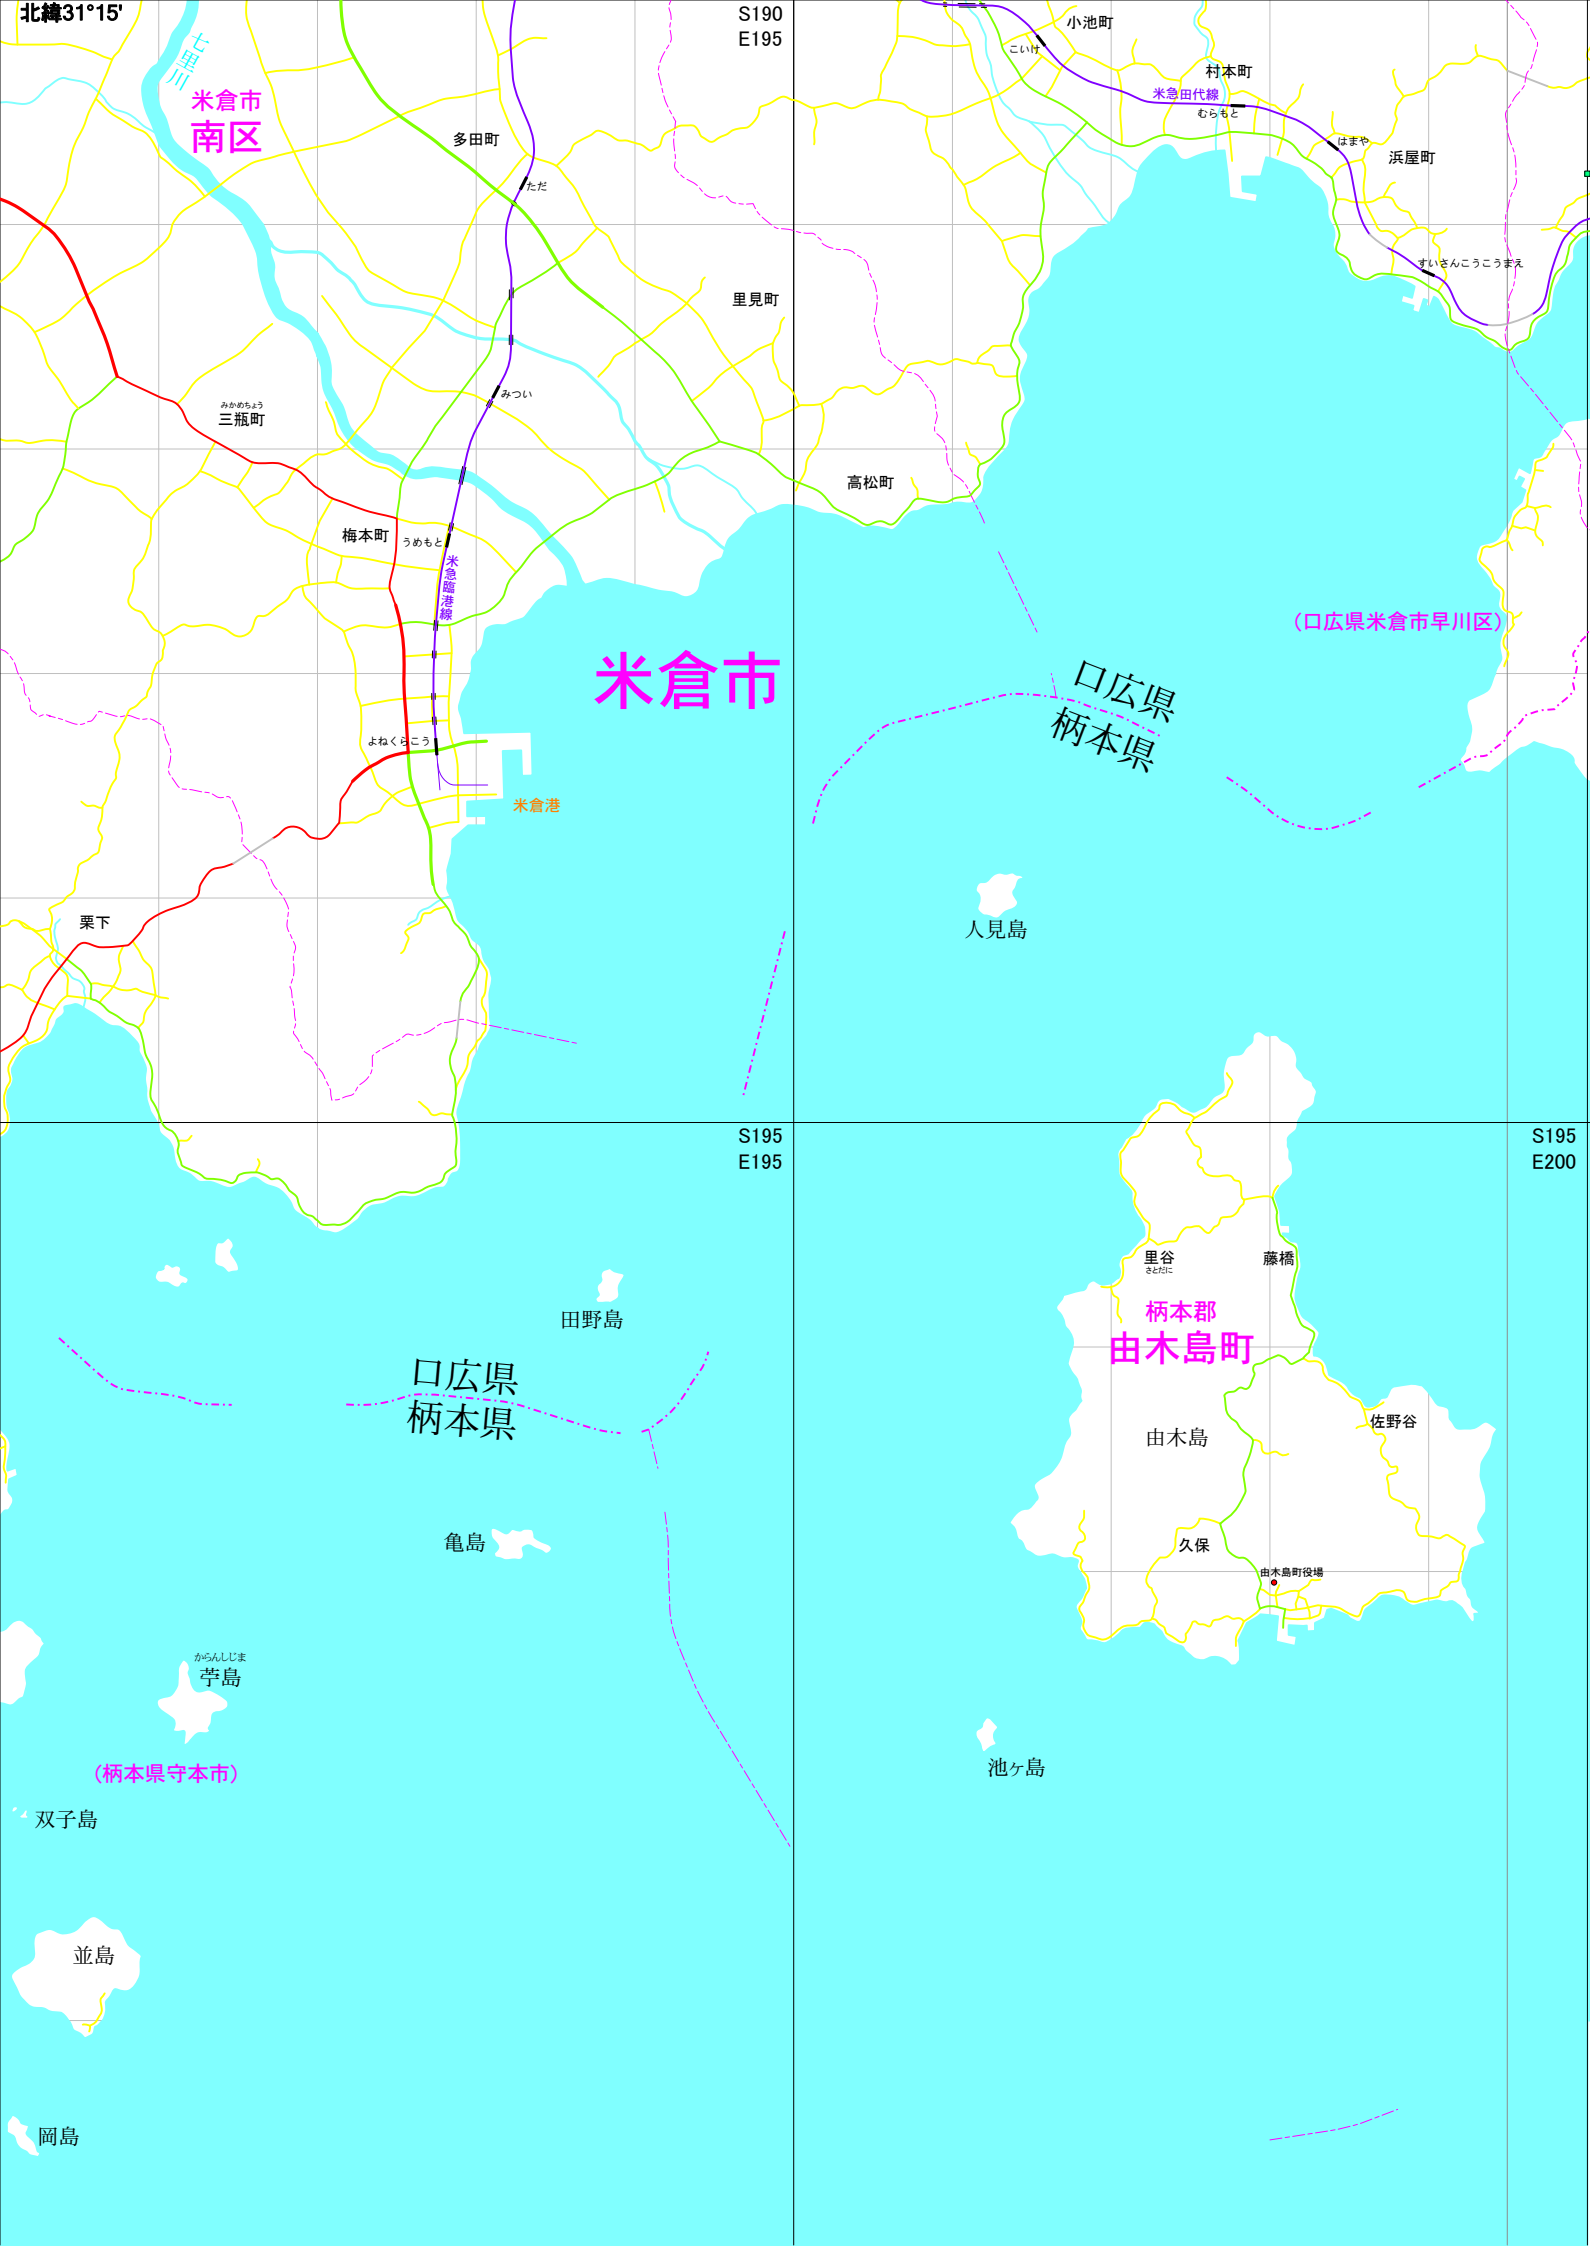 北緯31°15'
S190
E195
七里川
米倉市
南区
多田町
ただ
小池町
こいけ
村本町
米急田代線
むらもと
はまや
浜屋町
すいさんこうこうまえ
里見町
みつい
みかめちょう
三瓶町
高松町
梅本町
うめもと
米急臨港線
(口広県米倉市早川区)
米倉市
口広県
柄本県
よねくらこう
米倉港
栗下
人見島
S195
E195
S195
E200
里谷
さとだに
藤橋
柄本郡
由木島町
田野島
口広県
柄本県
佐野谷
由木島
亀島
久保
由木島町役場
からんしじま
苧島
(柄本県守本市)
池ヶ島
双子島
並島
岡島